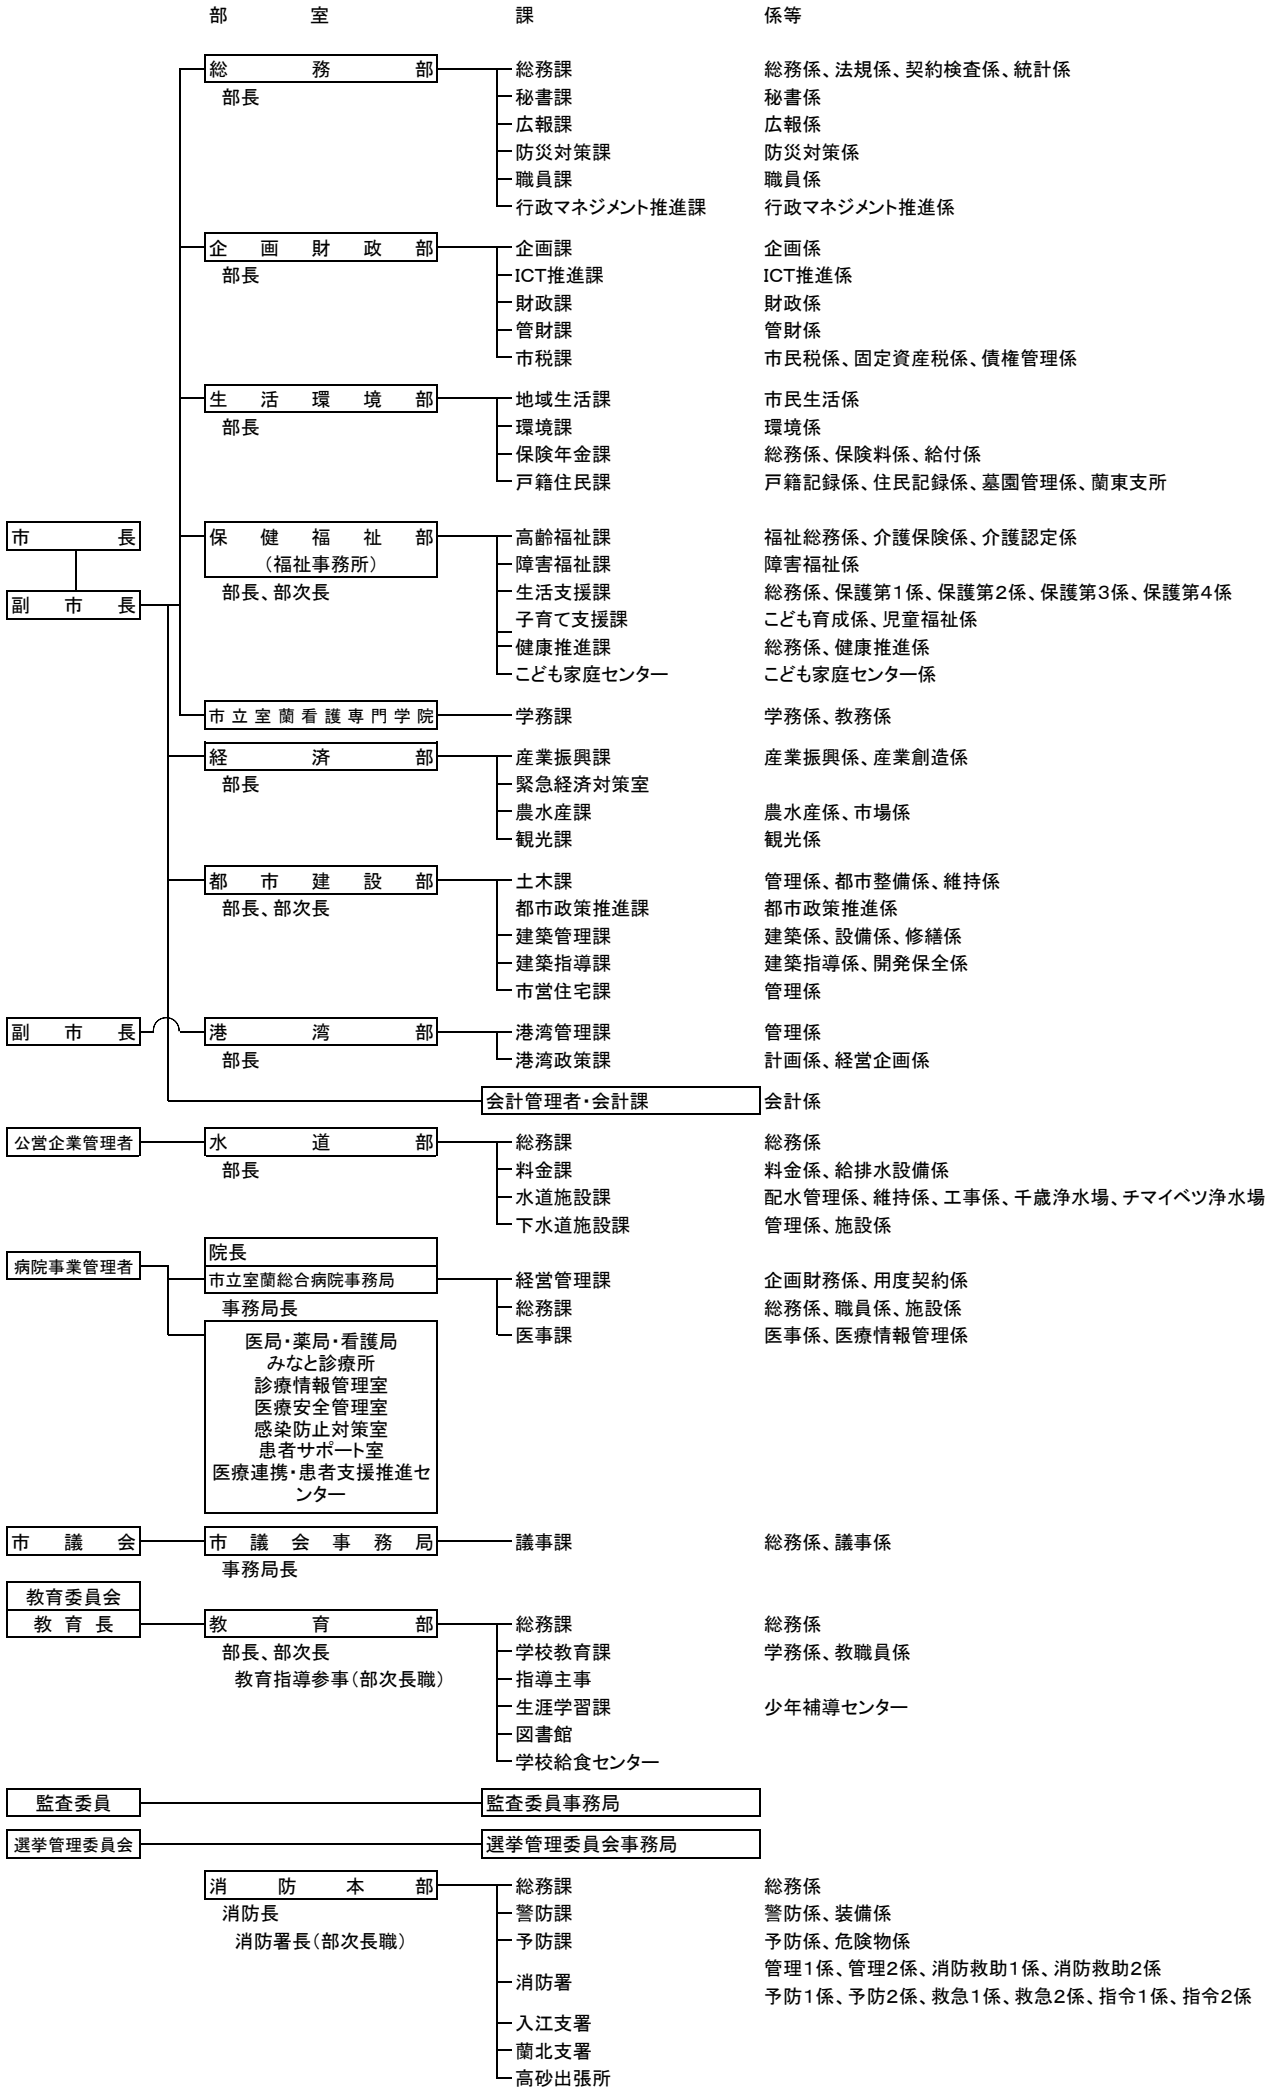 部　室　課　係等
総務部　総務課　総務係、法規係、契約検査係、統計係
部長　秘書課　秘書係
広報課　広報係
防災対策課　防災対策係
職員課　職員係
行政マネジメント推進課　行政マネジメント推進係
企画財政部　企画課　企画係
部長　ICT推進課　ICT推進係
財政課　財政係
管財課　管財係
市税課　市民税係、固定資産税係、債権管理係
生活環境部　地域生活課　市民生活係
部長　環境課　環境係
保険年金課　総務係、保険料係、給付係
戸籍住民課　戸籍記録係、住民記録係、墓園管理係、蘭東支所
市長　保健福祉部　高齢福祉課　福祉総務係、介護保険係、介護認定係
（福祉事務所）　障害福祉課　障害福祉係
副市長　部長、部次長　生活支援課　総務係、保護第1係、保護第2係、保護第3係、保護第4係
子育て支援課　こども育成係、児童福祉係
健康推進課　総務係、健康推進係
こども家庭センター　こども家庭センター係
市立室蘭看護専門学院　学務課　学務係、教務係
経済部　産業振興課　産業振興係、産業創造係
部長　緊急経済対策室
農水産課　農水産係、市場係
観光課　観光係
都市建設部　土木課　管理係、都市整備係、維持係
部長、部次長　都市政策推進課　都市政策推進係
建築管理課　建築係、設備係、修繕係
建築指導課　建築指導係、開発保全係
市営住宅課　管理係
副市長　港湾部　港湾管理課　管理係
部長　港湾政策課　計画係、経営企画係
会計管理者・会計課　会計係
公営企業管理者　水道部　総務課　総務係
部長　料金課　料金係、給排水設備係
水道施設課　配水管理係、維持係、工事係、千歳浄水場、チマイベツ浄水場
下水道施設課　管理係、施設係
院長
病院事業管理者　市立室蘭総合病院事務局　経営管理課　企画財務係、用度契約係
事務局長　総務課　総務係、職員係、施設係
医事課　医事係、医療情報管理係
医局・薬局・看護局
みなと診療所
診療情報管理室
医療安全管理室
感染防止対策室
患者サポート室
医療連携・患者支援推進セ
ンター
市議会　市議会事務局　議事課　総務係、議事係
事務局長
教育委員会
教育長　教育部　総務課　総務係
部長、部次長　学校教育課　学務係、教職員係
教育指導参事（部次長職）　指導主事
生涯学習課　少年補導センター
図書館
学校給食センター
監査委員　監査委員事務局
選挙管理委員会　選挙管理委員会事務局
消防本部　総務課　総務係
消防長　警防課　警防係、装備係
消防署長（部次長職）　予防課　予防係、危険物係
管理1係、管理2係、消防救助1係、消防救助2係
消防署
予防1係、予防2係、救急1係、救急2係、指令1係、指令2係
入江支署
蘭北支署
高砂出張所